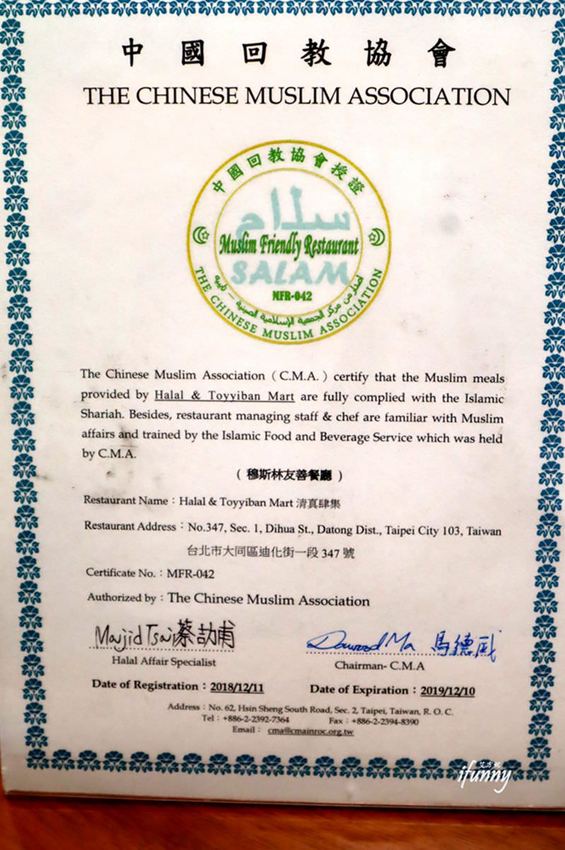 中國回教協會
THE CHINESE MUSLIM ASSOCIATION
中國回教協會授證
سلام
Muslim Friendly Restaurant
SALAM
NFR-042
THE CHINESE MUSLIM ASSOCIATION
The Chinese Muslim Association ( C.M.A. ) certify that the Muslim meals
provided by Halal & Toyyiban Mart are fully complied with the Islamic
Shariah. Besides, restaurant managing staff & chef are familiar with Muslim
affairs and trained by the Islamic Food and Beverage Service which was held
by C.M.A.
( 穆斯林友善餐廳 )
Restaurant Name : Halal & Toyyiban Mart 清真肆集
Restaurant Address : No.347, Sec. 1, Dihua St., Datong Dist., Taipei City 103, Taiwan
台北市大同區迪化街一段 347 號
Certificate No. : MFR-042
Authorized by : The Chinese Muslim Association
Majid Tsai 蔡訪甫
Dawood Ma 馬德威
Halal Affair Specialist
Chairman- C.M.A
Date of Registration : 2018/12/11
Date of Expiration : 2019/12/10
Address : No. 62, Hsin Sheng South Road, Sec. 2, Taipei, Taiwan, R. O. C.
Tel : +886-2-2392-7364 Fax : +886-2-2394-8390
Email : cma@cmainroc.org.tw
ifunny